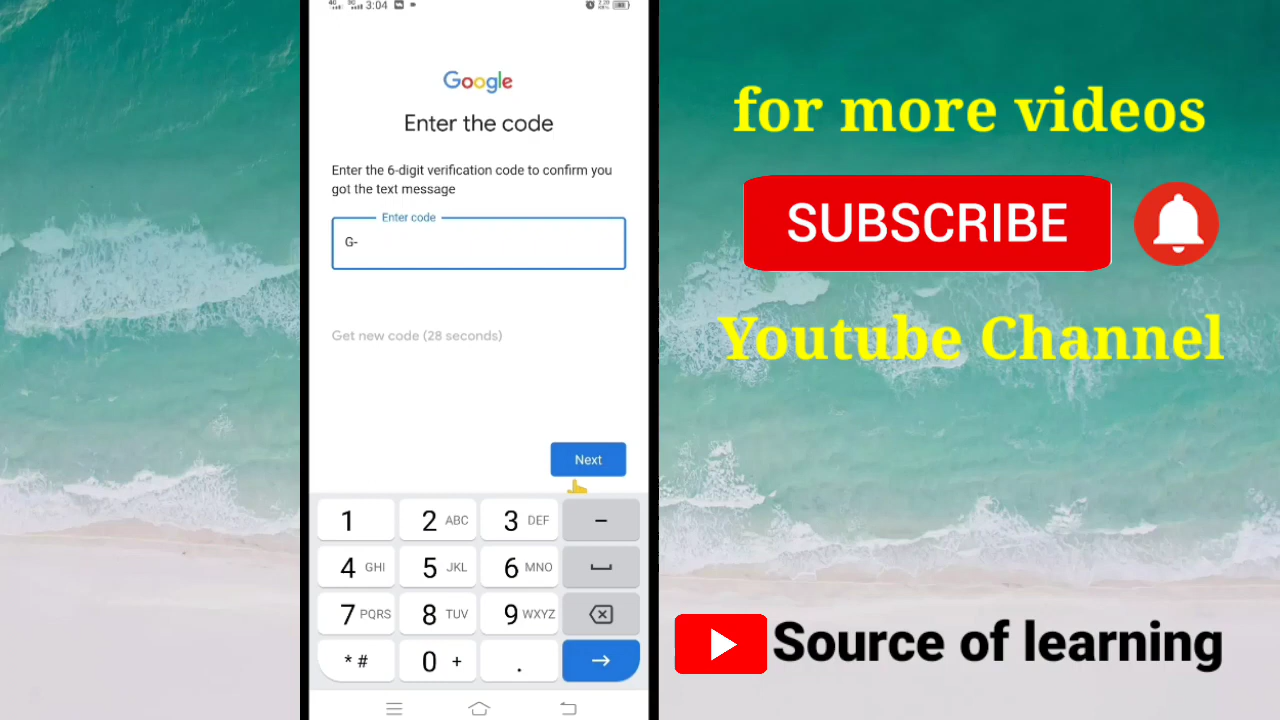 3:04
Google
Enter the code
Enter the 6-digit verification code to confirm you
got the text message
Enter code
G-
Get new code (28 seconds)
Next
1 2 ABC 3 DEF -
4 GHI 5 JKL 6 MNO
7 PQRS 8 TUV 9 WXYZ
* # 0 + .
for more videos
SUBSCRIBE
Youtube Channel
Source of learning